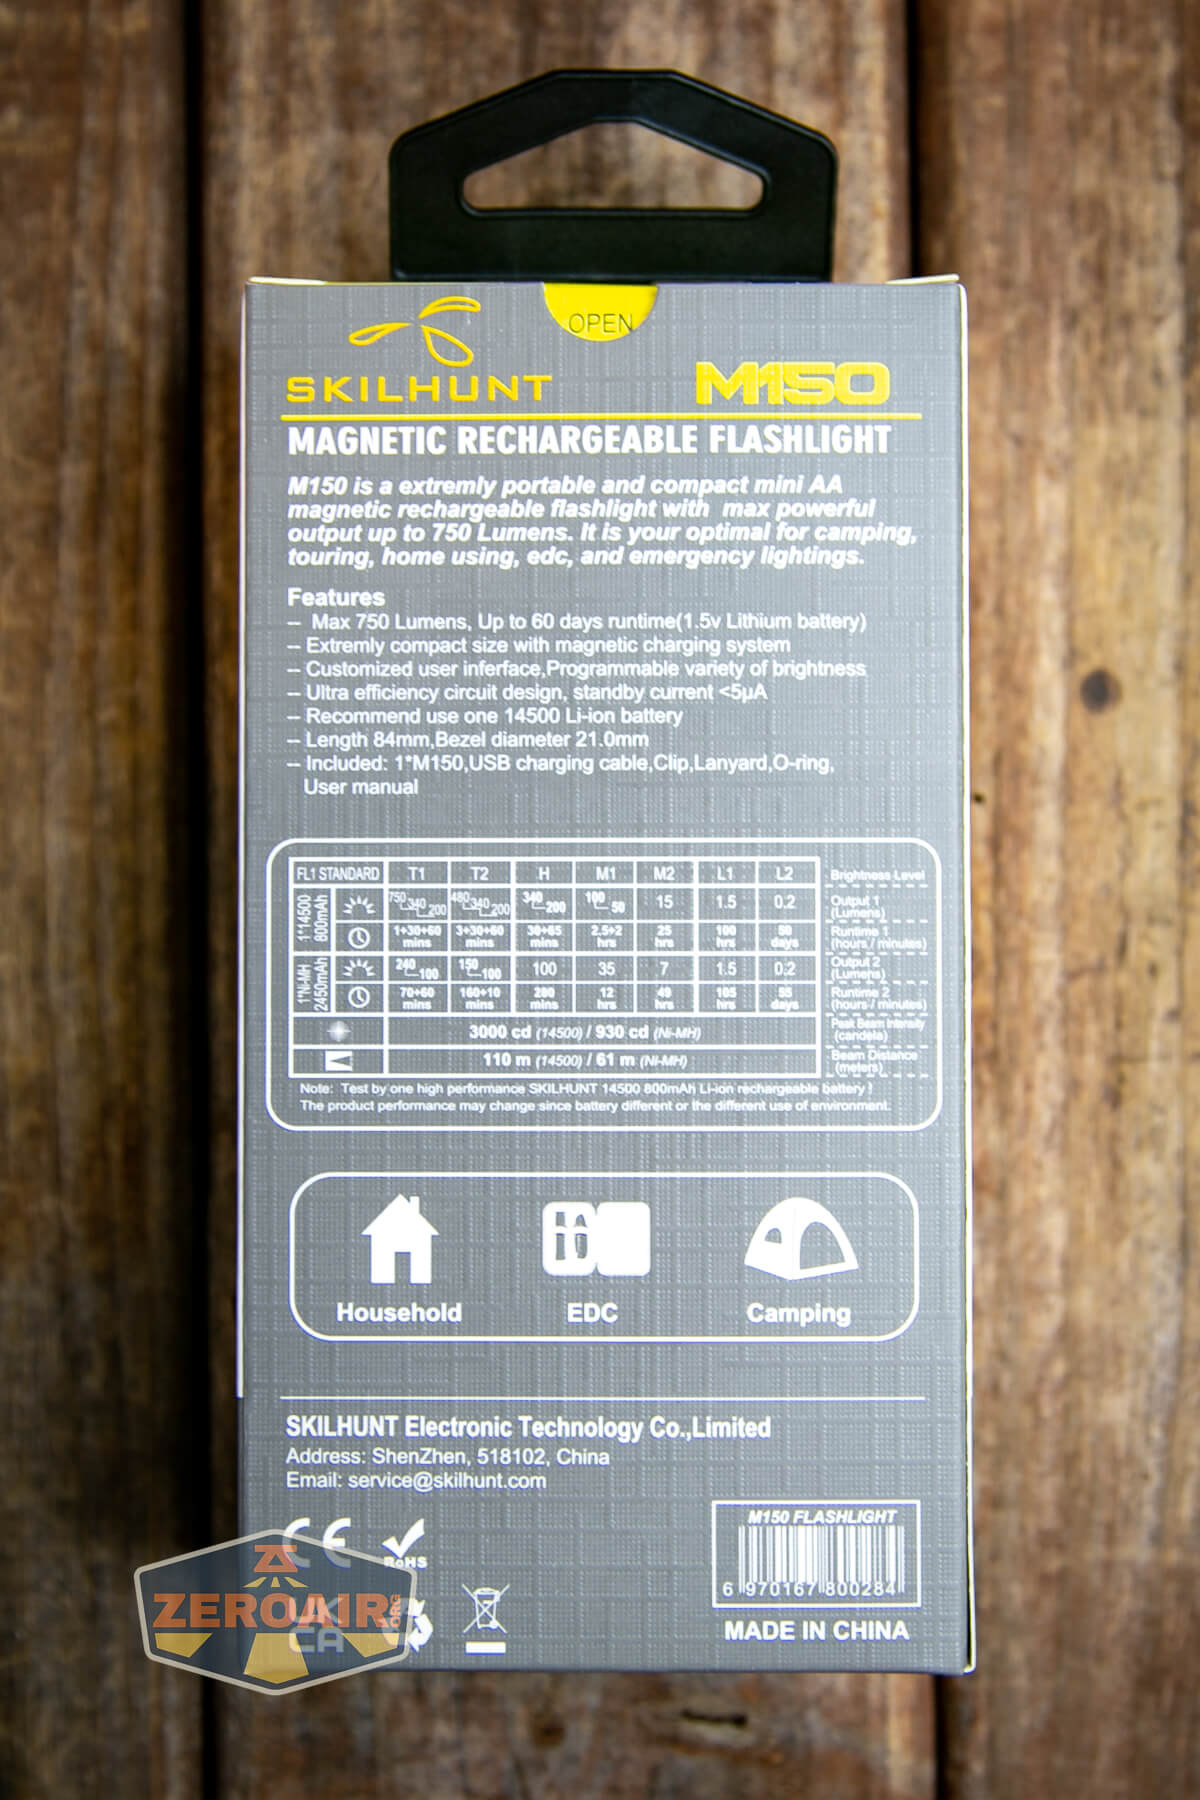 OPEN
SKILHUNT M150
MAGNETIC RECHARGEABLE FLASHLIGHT
M150 is a extremly portable and compact mini AA
magnetic rechargeable flashlight with max powerful
output up to 750 Lumens. It is your optimal for camping,
touring, home using, edc, and emergency lightings.
Features
– Max 750 Lumens, Up to 60 days runtime(1.5v Lithium battery)
– Extremly compact size with magnetic charging system
– Customized user inferface,Programmable variety of brightness
– Ultra efficiency circuit design, standby current <5µA
– Recommend use one 14500 Li-ion battery
– Length 84mm,Bezel diameter 21.0mm
– Included: 1*M150,USB charging cable,Clip,Lanyard,O-ring,
User manual
FL1 STANDARD T1 T2 H M1 M2 L1 L2 Brightness Level
1*14500 800mAh
750 340 200 480 340 200 340 200 100 50 15 1.5 0.2 Output 1 (Lumens)
1+30+60 mins 3+30+60 mins 30+65 mins 2.5+2 hrs 25 hrs 100 hrs 50 days Runtime 1 (hours / minutes)
1*Ni-MH 2450mAh
240 100 150 100 100 35 7 1.5 0.2 Output 2 (Lumens)
70+60 mins 160+10 mins 280 mins 12 hrs 49 hrs 105 hrs 55 days Runtime 2 (hours / minutes)
3000 cd (14500) / 930 cd (Ni-MH) Peak Beam Intensity (candela)
110 m (14500) / 61 m (Ni-MH) Beam Distance (meters)
Note: Test by one high performance SKILHUNT 14500 800mAh Li-ion rechargeable battery !
The product performance may change since battery different or the different use of environment.
Household EDC Camping
SKILHUNT Electronic Technology Co.,Limited
Address: ShenZhen, 518102, China
Email: service@skilhunt.com
CE RoHS
M150 FLASHLIGHT
6 970167 800284
MADE IN CHINA
UK
CA
ZEROAIR.ORG